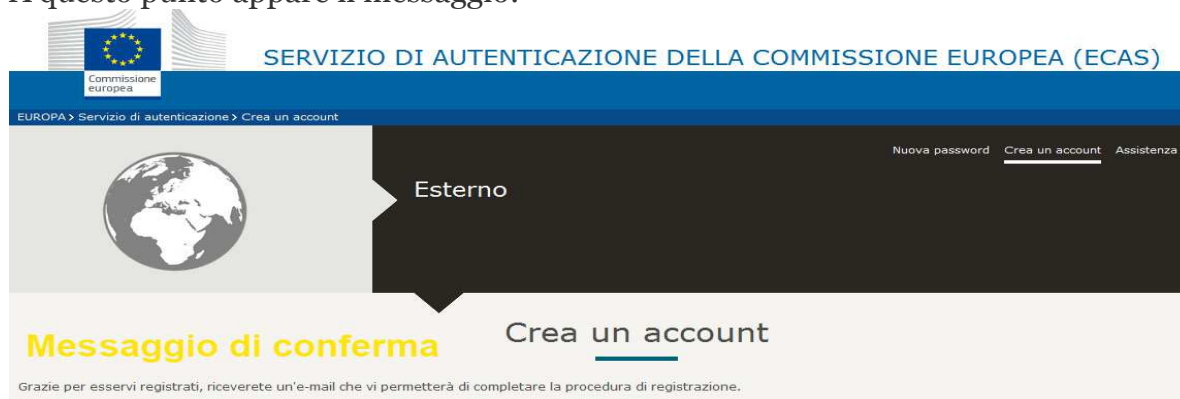 A questo punto appare il messaggio:
SERVIZIO DI AUTENTICAZIONE DELLA COMMISSIONE EUROPEA (ECAS)
Commissione
europea
EUROPA > Servizio di autenticazione > Crea un account
Nuova password Crea un account Assistenza
Esterno
Messaggio di conferma
Crea un account
Grazie per esservi registrati, riceverete un'e-mail che vi permetterà di completare la procedura di registrazione.